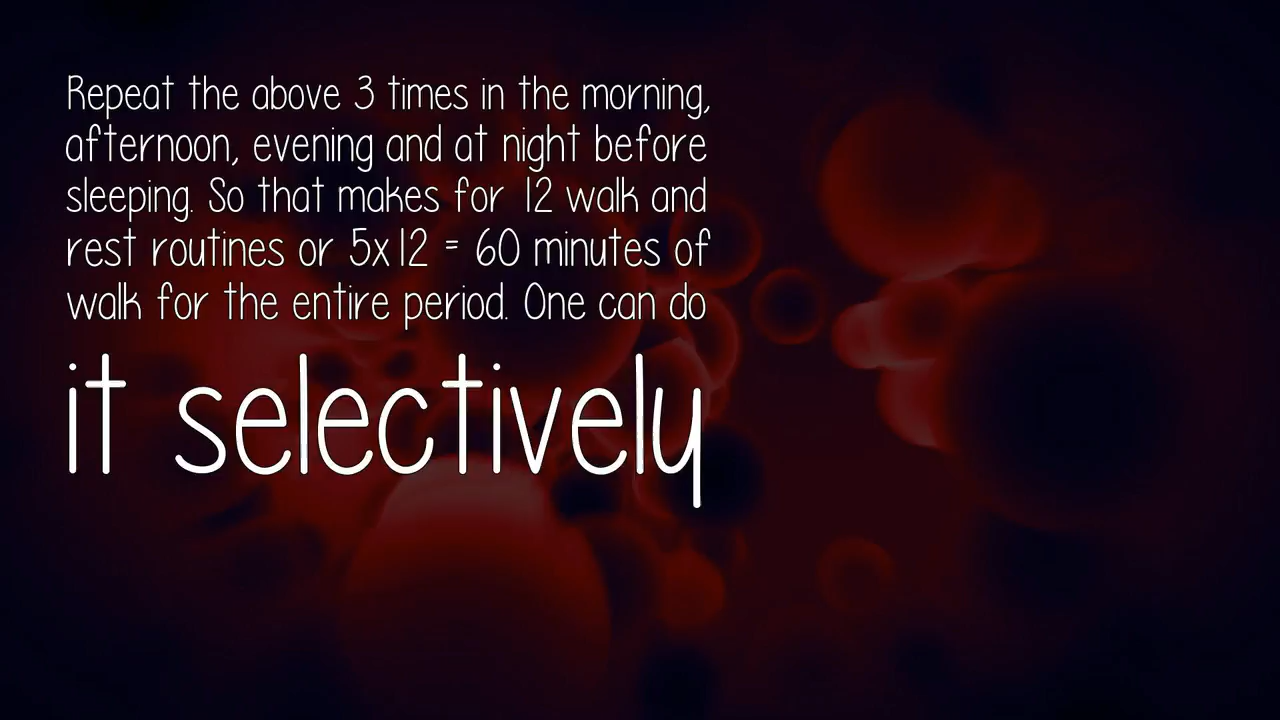 Repeat the above 3 times in the morning,
afternoon, evening and at night before
sleeping. So that makes for 12 walk and
rest routines or 5x12 = 60 minutes of
walk for the entire period. One can do
it selectively